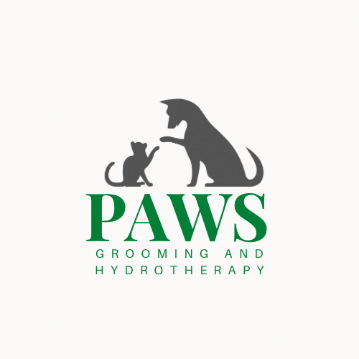 PAWS
GROOMING AND
HYDROTHERAPY